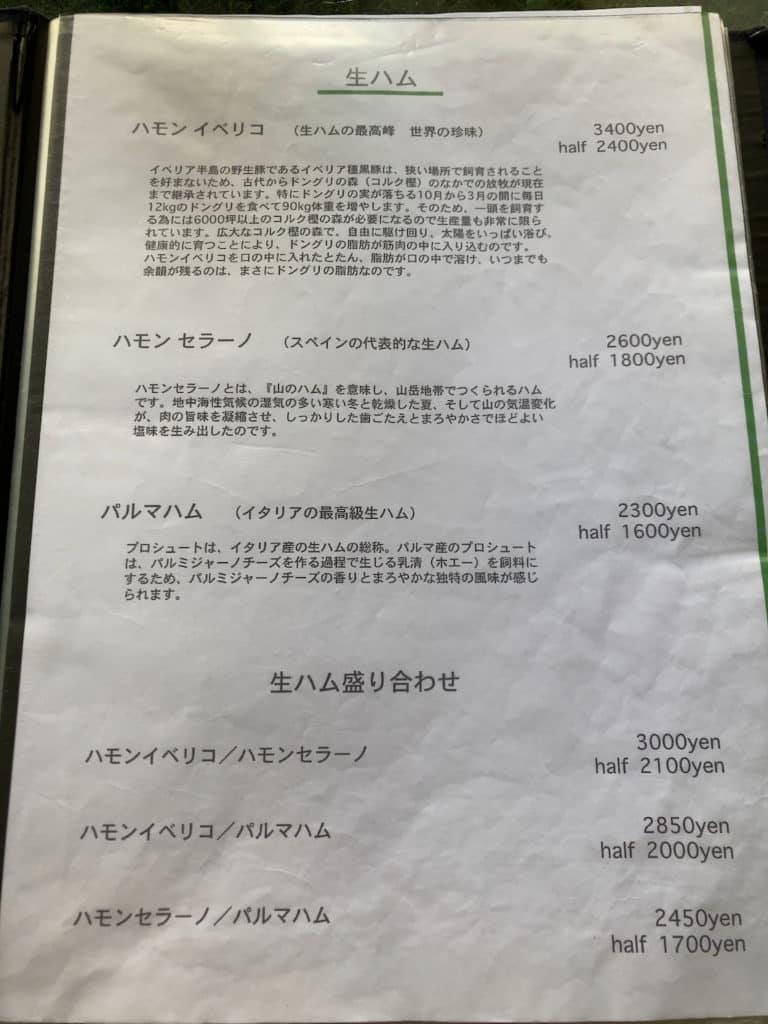 生ハム
ハモン イベリコ （生ハムの最高峰 世界の珍味） 3400yen
half 2400yen
イベリア半島の野生豚であるイベリア種黒豚は、狭い場所で飼育されること
を好まないため、古代からドングリの森（コルク樫）のなかでの放牧が現在
まで継承されています。特にドングリの実が落ちる10月から3月の間に毎日
12kgのドングリを食べて90kg体重を増やします。そのため、一頭を飼育す
る為には6000坪以上のコルク樫の森が必要になるので生産量も非常に限ら
れています。広大なコルク樫の森で、自由に駆け回り、太陽をいっぱい浴び、
健康的に育つことにより、ドングリの脂肪が筋肉の中に入り込むのです。
ハモンイベリコを口の中に入れたとたん、脂肪が口の中で溶け、いつまでも
余韻が残るのは、まさにドングリの脂肪なのです。
ハモン セラーノ （スペインの代表的な生ハム） 2600yen
half 1800yen
ハモンセラーノとは、『山のハム』を意味し、山岳地帯でつくられるハム
です。地中海性気候の湿気の多い寒い冬と乾燥した夏、そして山の気温変化
が、肉の旨味を凝縮させ、しっかりした歯ごたえとまろやかさでほどよい
塩味を生み出したのです。
パルマハム （イタリアの最高級生ハム） 2300yen
half 1600yen
プロシュートは、イタリア産の生ハムの総称。パルマ産のプロシュート
は、パルミジャーノチーズを作る過程で生じる乳清（ホエー）を飼料に
するため、パルミジャーノチーズの香りとまろやかな独特の風味が感じ
られます。
生ハム盛り合わせ
ハモンイベリコ／ハモンセラーノ 3000yen
half 2100yen
ハモンイベリコ／パルマハム 2850yen
half 2000yen
ハモンセラーノ／パルマハム 2450yen
half 1700yen